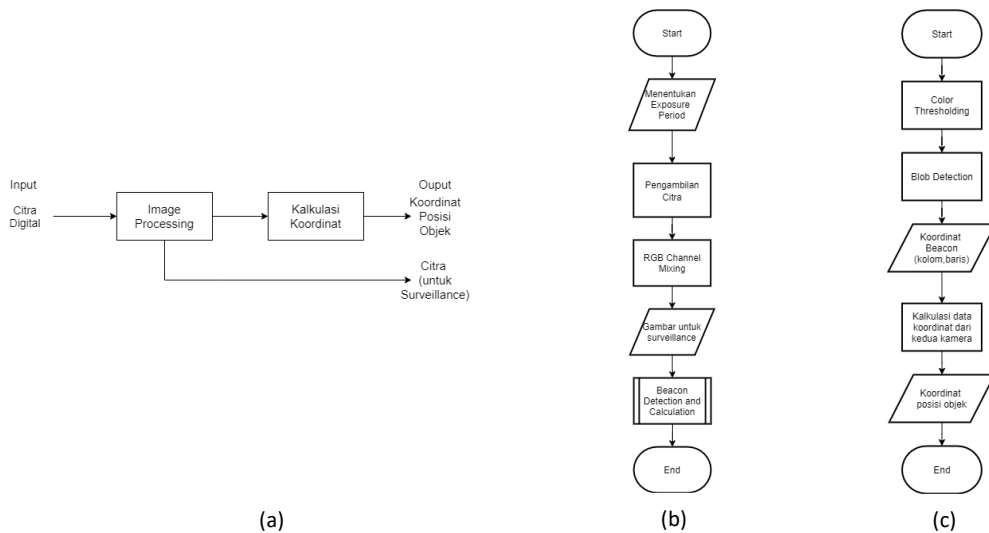 Input
Citra
Digital
Image
Processing
Kalkulasi
Koordinat
Ouput
Koordinat
Posisi
Objek
Citra
(untuk
Surveillance)
(a)
Start
Menentukan
Exposure
Period
Pengambilan
Citra
RGB Channel
Mixing
Gambar untuk
surveillance
Beacon
Detection and
Calculation
End
(b)
Start
Color
Thresholding
Blob Detection
Koordinat
Beacon
(kolom,baris)
Kalkulasi data
koordinat dari
kedua kamera
Koordinat
posisi objek
End
(c)